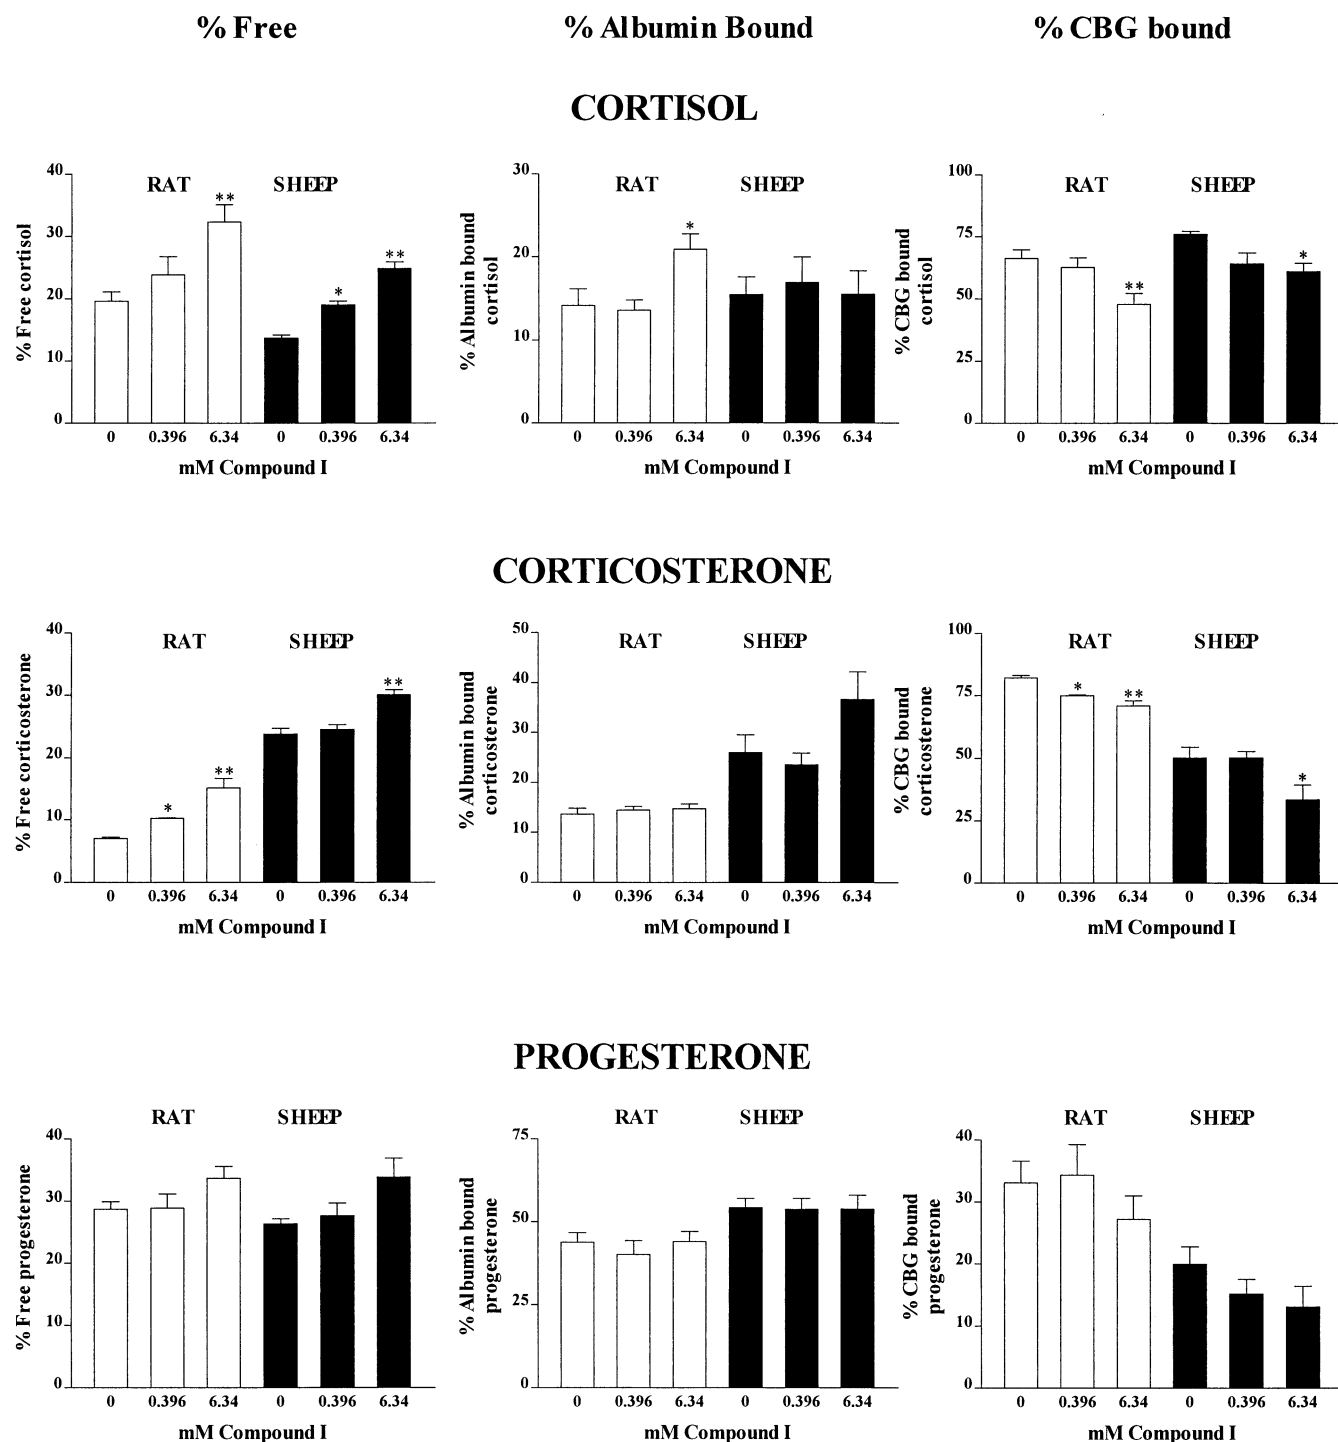 % Free % Albumin Bound % CBG bound
CORTISOL
% Free cortisol
40
30
20
10
0
RAT SHEEP
**
*
**
0 0.396 6.34 0 0.396 6.34
mM Compound I
% Albumin bound
cortisol
30
20
10
0
RAT SHEEP
*
0 0.396 6.34 0 0.396 6.34
mM Compound I
% CBG bound
cortisol
100
75
50
25
0
RAT SHEEP
**
*
0 0.396 6.34 0 0.396 6.34
mM Compound I
CORTICOSTERONE
% Free corticosterone
40
30
20
10
0
RAT SHEEP
*
**
**
0 0.396 6.34 0 0.396 6.34
mM Compound I
% Albumin bound
corticosterone
50
40
30
20
10
0
RAT SHEEP
0 0.396 6.34 0 0.396 6.34
mM Compound I
% CBG bound
corticosterone
100
75
50
25
0
RAT SHEEP
*
**
*
0 0.396 6.34 0 0.396 6.34
mM Compound I
PROGESTERONE
% Free progesterone
40
30
20
10
0
RAT SHEEP
0 0.396 6.34 0 0.396 6.34
mM Compound I
% Albumin bound
progesterone
75
50
25
0
RAT SHEEP
0 0.396 6.34 0 0.396 6.34
mM Compound I
% CBG bound
progesterone
40
30
20
10
0
RAT SHEEP
0 0.396 6.34 0 0.396 6.34
mM Compound I